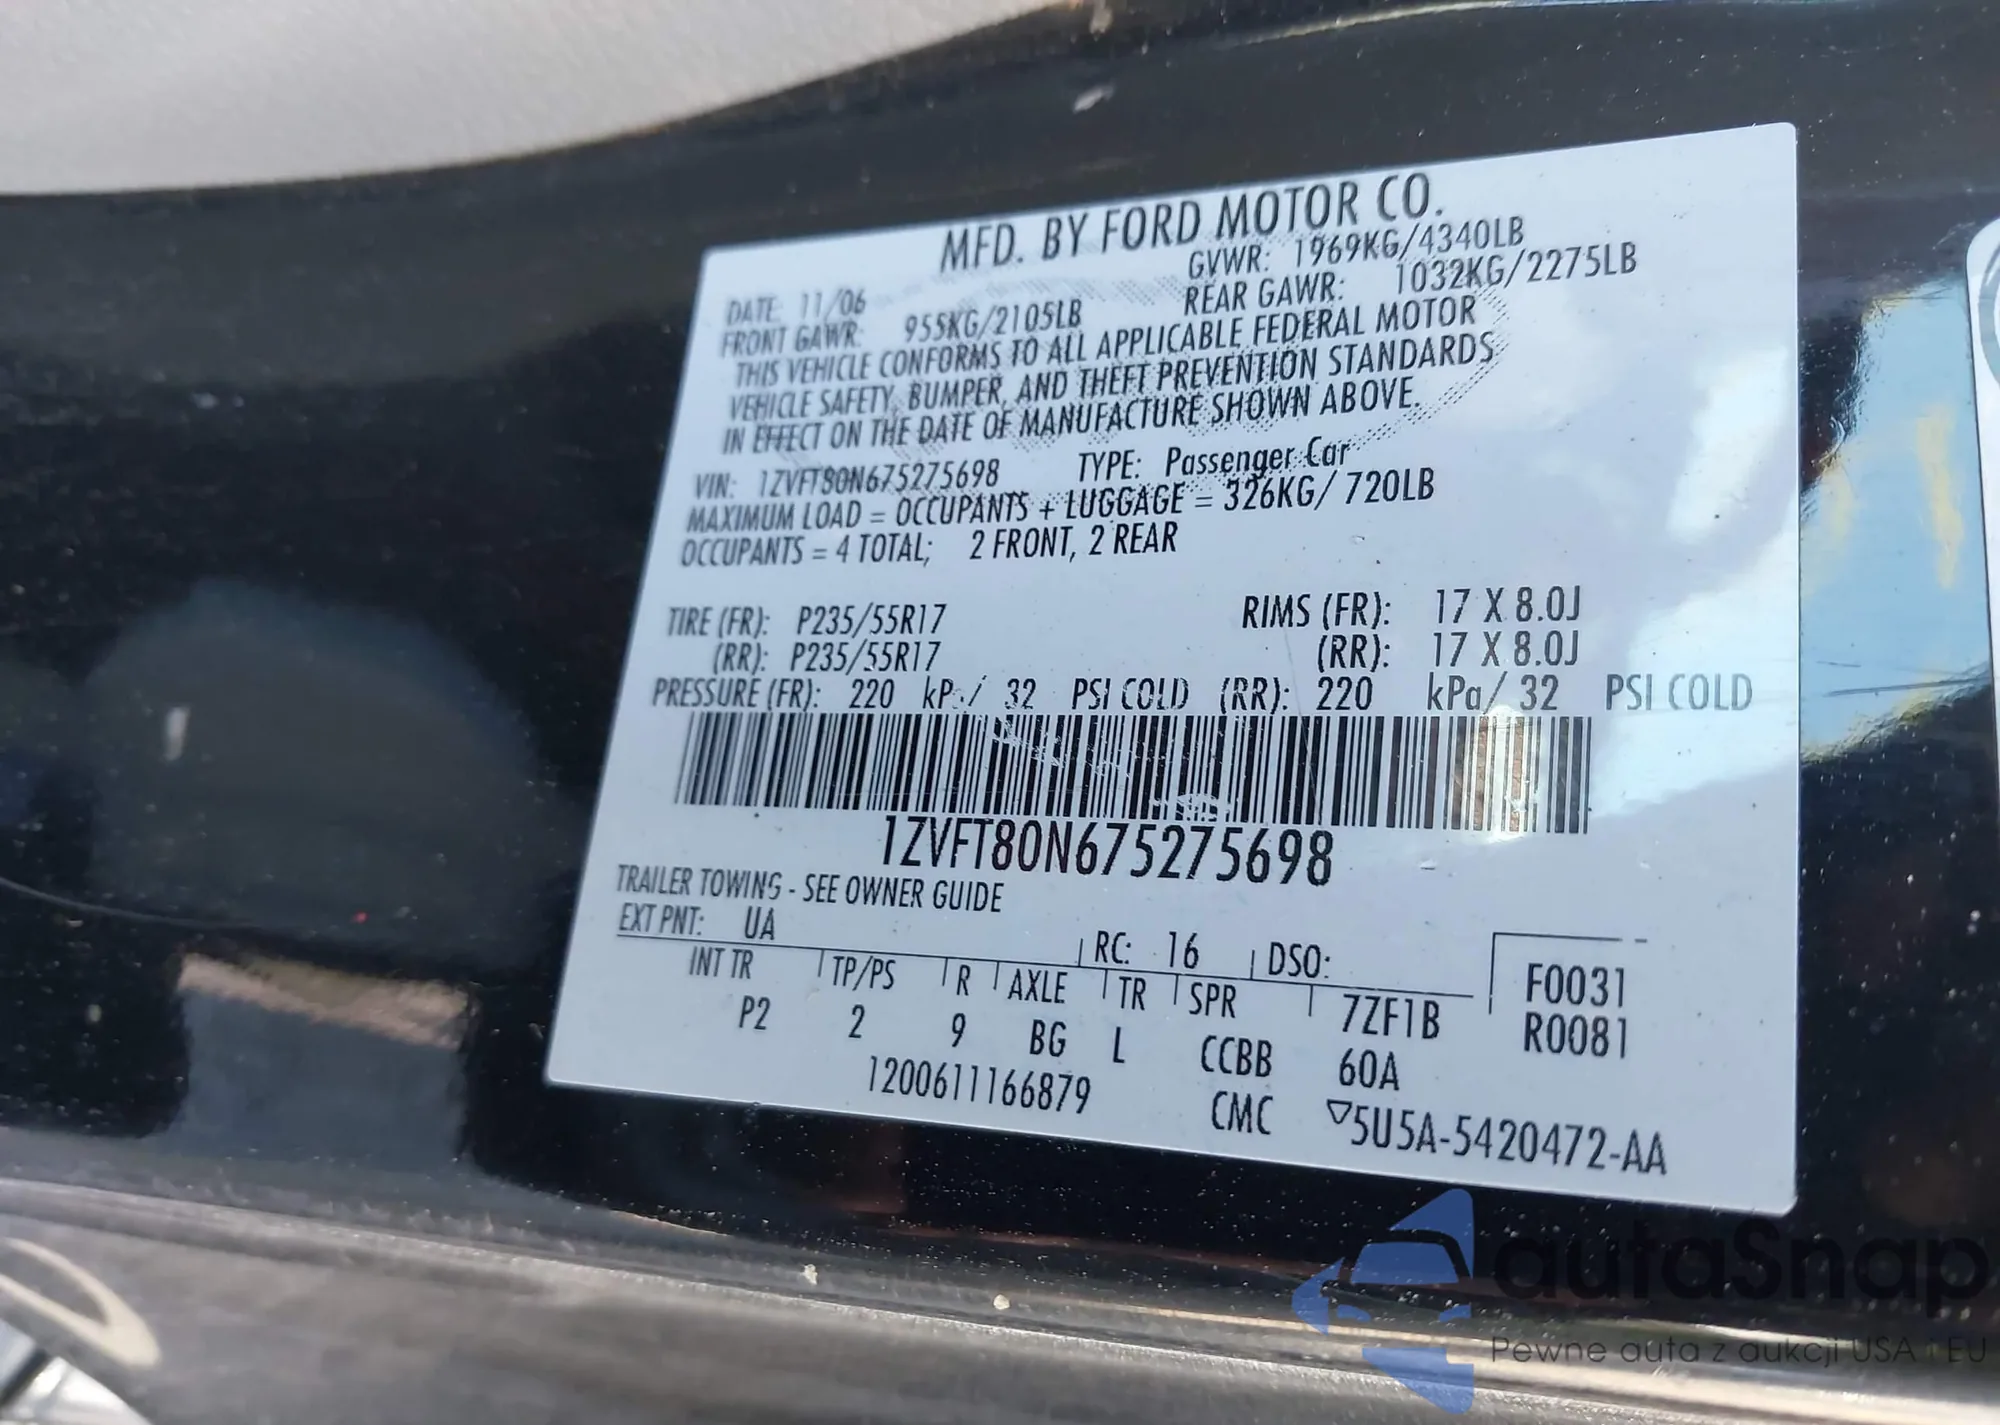 MFD. BY FORD MOTOR CO.
DATE: 11/06 GVWR: 1969KG/4340LB
FRONT GAWR: 955KG/2105LB REAR GAWR: 1032KG/2275LB
THIS VEHICLE CONFORMS TO ALL APPLICABLE FEDERAL MOTOR
VEHICLE SAFETY, BUMPER, AND THEFT PREVENTION STANDARDS
IN EFFECT ON THE DATE OF MANUFACTURE SHOWN ABOVE.
VIN: 1ZVFT80N675275698 TYPE: Passenger Car
MAXIMUM LOAD = OCCUPANTS + LUGGAGE = 326KG/ 720LB
OCCUPANTS = 4 TOTAL; 2 FRONT, 2 REAR
TIRE (FR): P235/55R17 RIMS (FR): 17 X 8.0J
(RR): P235/55R17 (RR): 17 X 8.0J
PRESSURE (FR): 220 kPa/ 32 PSI COLD (RR): 220 kPa/ 32 PSI COLD
1ZVFT80N675275698
TRAILER TOWING - SEE OWNER GUIDE
EXT PNT: UA RC: 16 DSO: F0031
INT TR TP/PS R AXLE TR SPR 7ZF1B R0081
P2 2 9 BG L CCBB 60A
1200611166879 CMC ▽5U5A-5420472-AA
autaSnap
Pewne auta z aukcji USA i EU